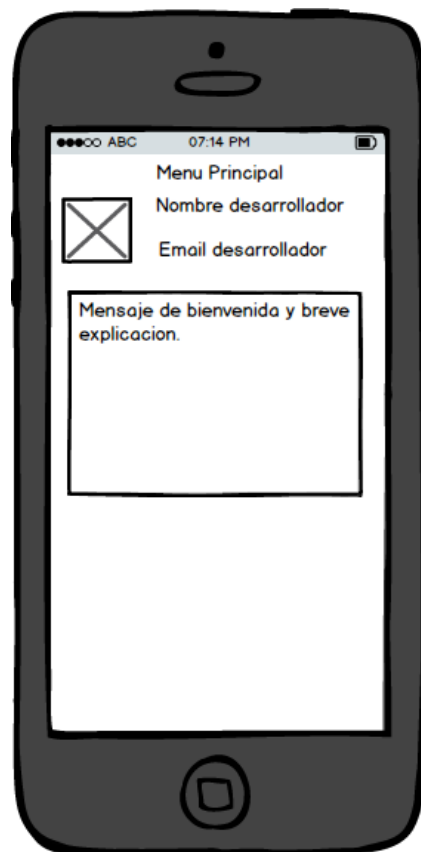 ABC 07:14 PM
Menu Principal
Nombre desarrollador
Email desarrollador
Mensaje de bienvenida y breve
explicacion.